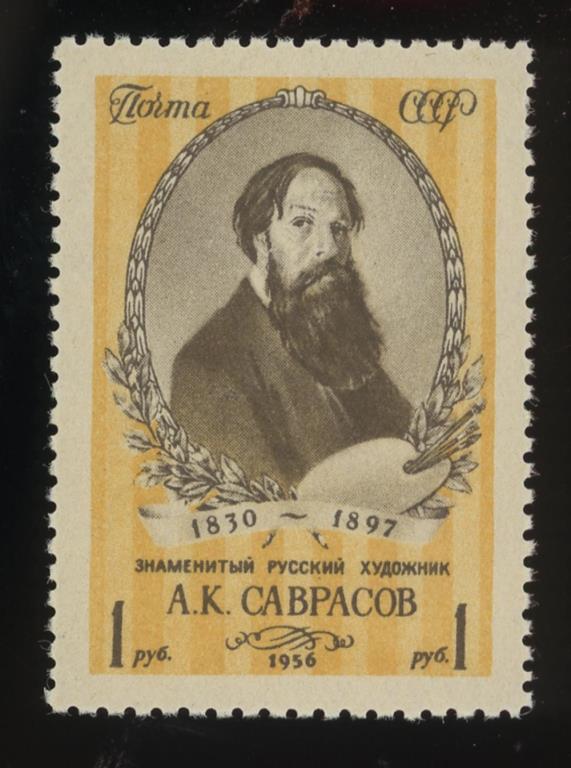 Почта СССР
1830 ~ 1897
ЗНАМЕНИТЫЙ РУССКИЙ ХУДОЖНИК
А.К. САВРАСОВ
1 руб. 1956 руб. 1